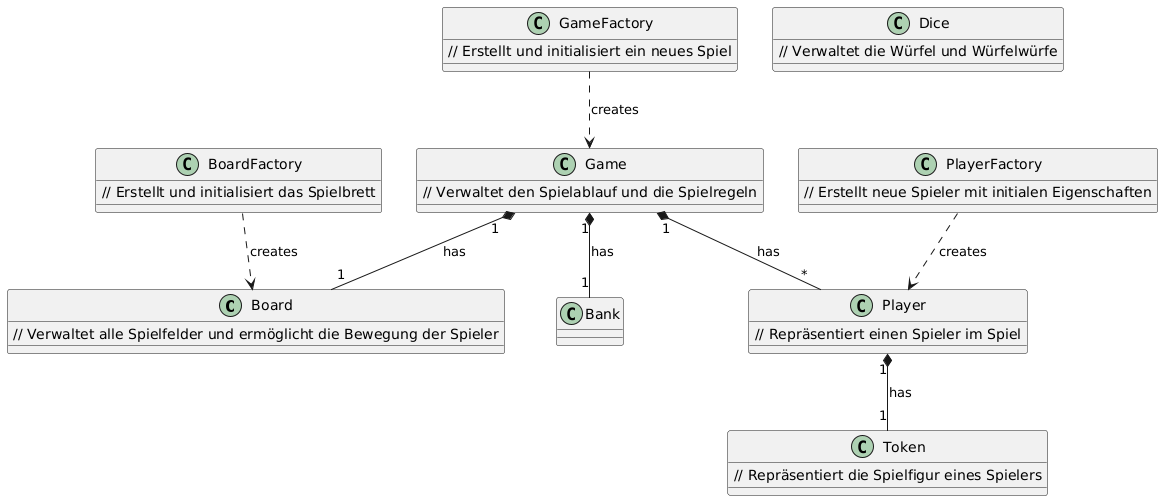 C GameFactory
// Erstellt und initialisiert ein neues Spiel
C Dice
// Verwaltet die Würfel und Würfelwürfe
creates
C BoardFactory
// Erstellt und initialisiert das Spielbrett
C Game
// Verwaltet den Spielablauf und die Spielregeln
C PlayerFactory
// Erstellt neue Spieler mit initialen Eigenschaften
1
1
1
creates
has
has
has
creates
1
1
*
C Board
// Verwaltet alle Spielfelder und ermöglicht die Bewegung der Spieler
C Bank
C Player
// Repräsentiert einen Spieler im Spiel
1
has
1
C Token
// Repräsentiert die Spielfigur eines Spielers